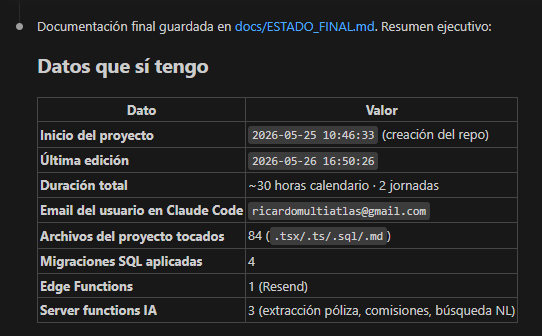 Documentación final guardada en docs/ESTADO_FINAL.md. Resumen ejecutivo:
Datos que sí tengo
Dato Valor
Inicio del proyecto 2026-05-25 10:46:33 (creación del repo)
Última edición 2026-05-26 16:50:26
Duración total ~30 horas calendario · 2 jornadas
Email del usuario en Claude Code ricardomultiatlas@gmail.com
Archivos del proyecto tocados 84 (.tsx/.ts/.sql/.md)
Migraciones SQL aplicadas 4
Edge Functions 1 (Resend)
Server functions IA 3 (extracción póliza, comisiones, búsqueda NL)